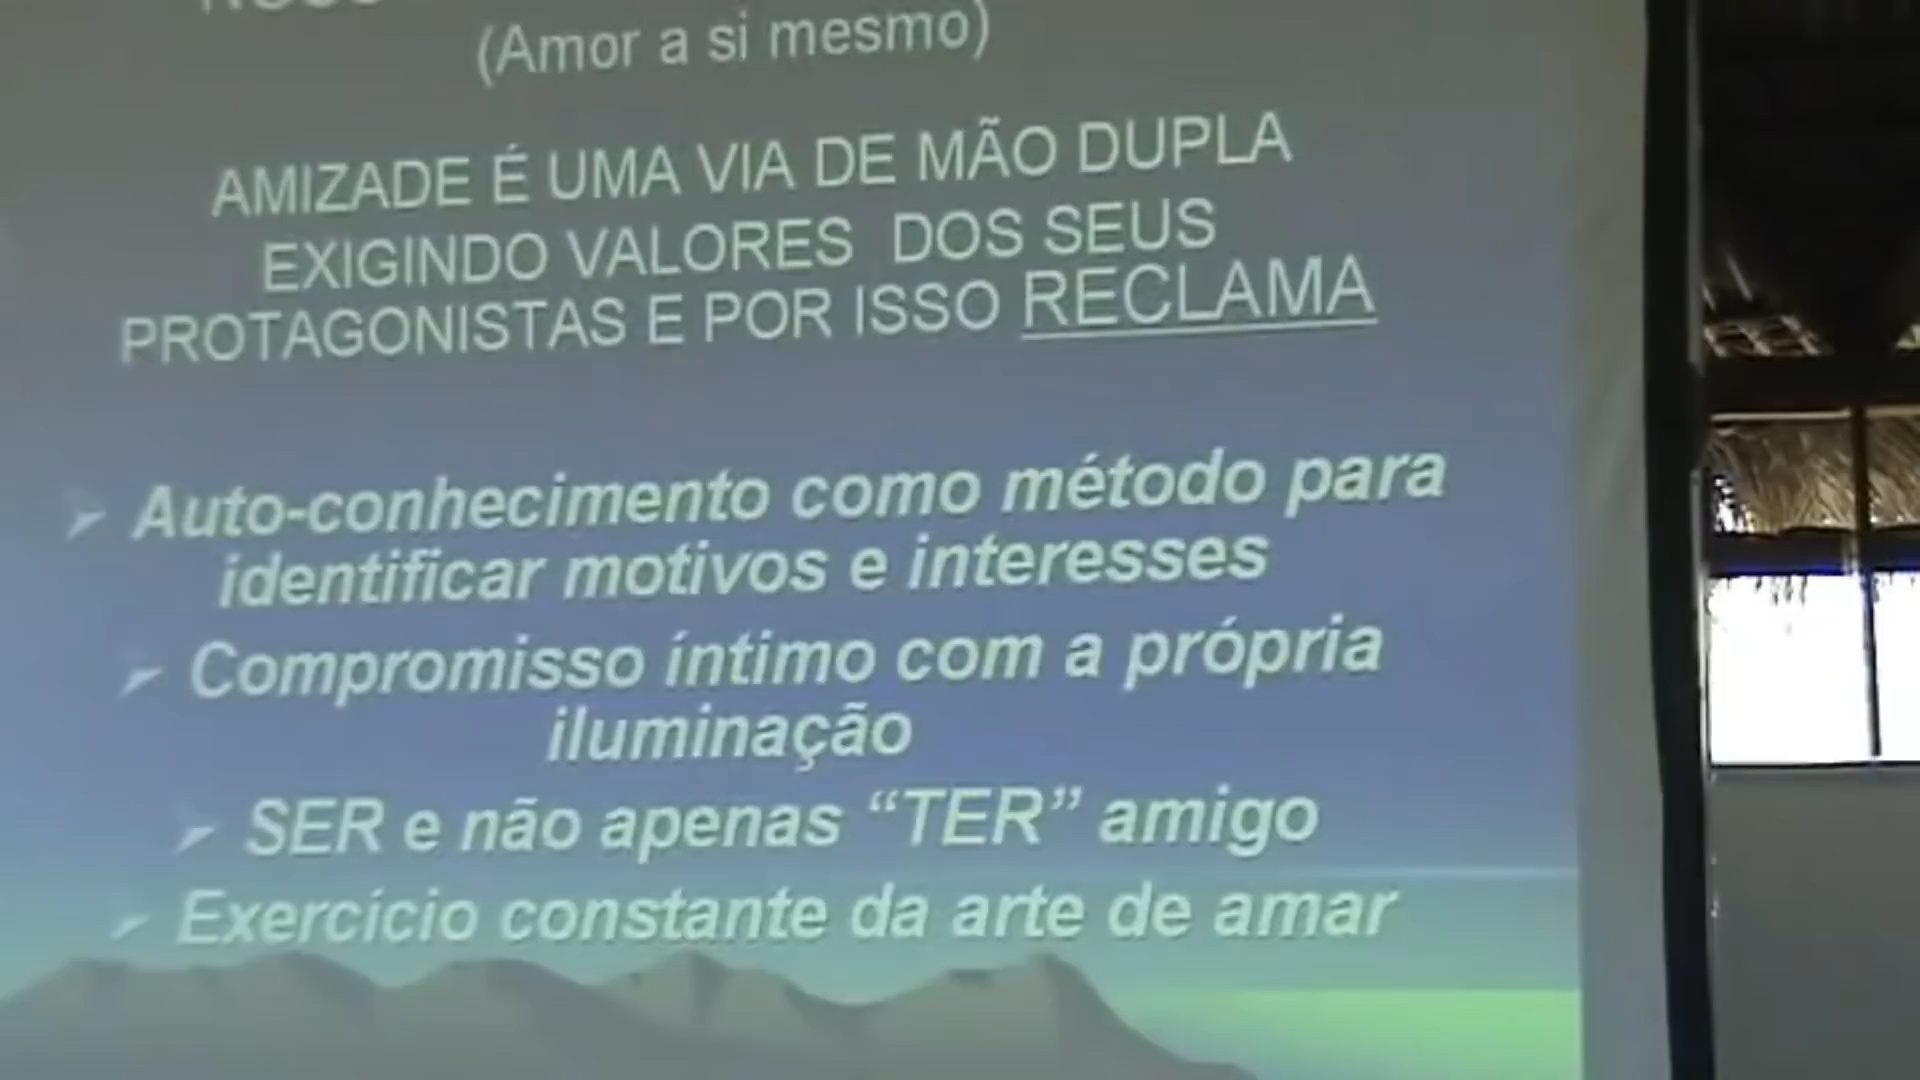 (Amor a si mesmo)
AMIZADE É UMA VIA DE MÃO DUPLA
EXIGINDO VALORES DOS SEUS
PROTAGONISTAS E POR ISSO RECLAMA
Auto-conhecimento como método para
identificar motivos e interesses
Compromisso íntimo com a própria
iluminação
SER e não apenas “TER” amigo
Exercício constante da arte de amar